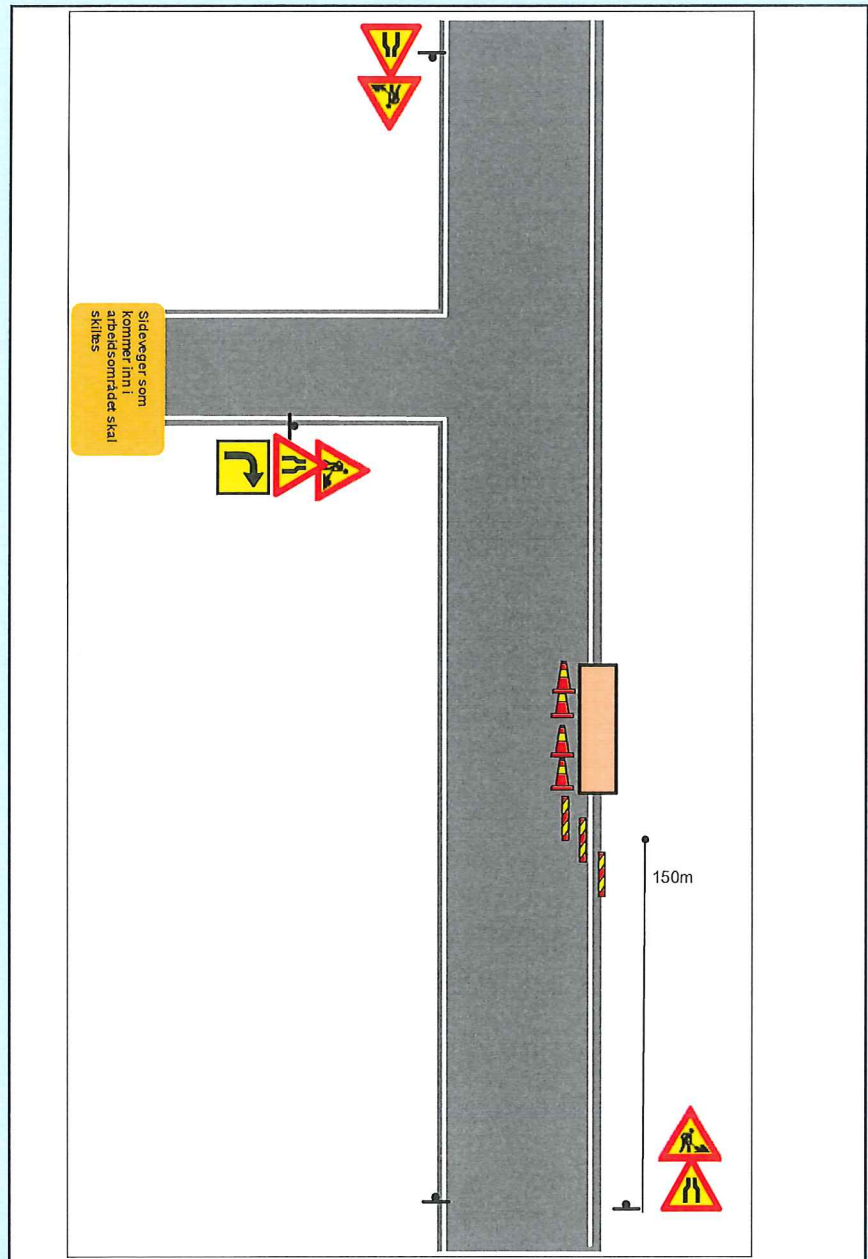 Sideveger som
kommer inn i
arbeidsområdet skal
skiltes
150m